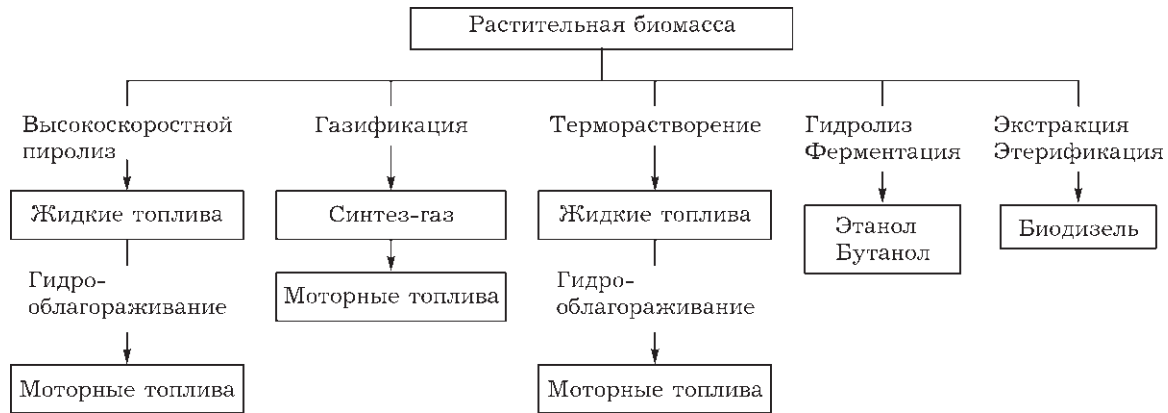 Растительная биомасса
Высокоскоростной
пиролиз
Газификация
Терморастворение
Гидролиз
Ферментация
Экстракция
Этерификация
Жидкие топлива
Синтез-газ
Жидкие топлива
Этанол
Бутанол
Биодизель
Гидро-
облагораживание
Моторные топлива
Гидро-
облагораживание
Моторные топлива
Моторные топлива